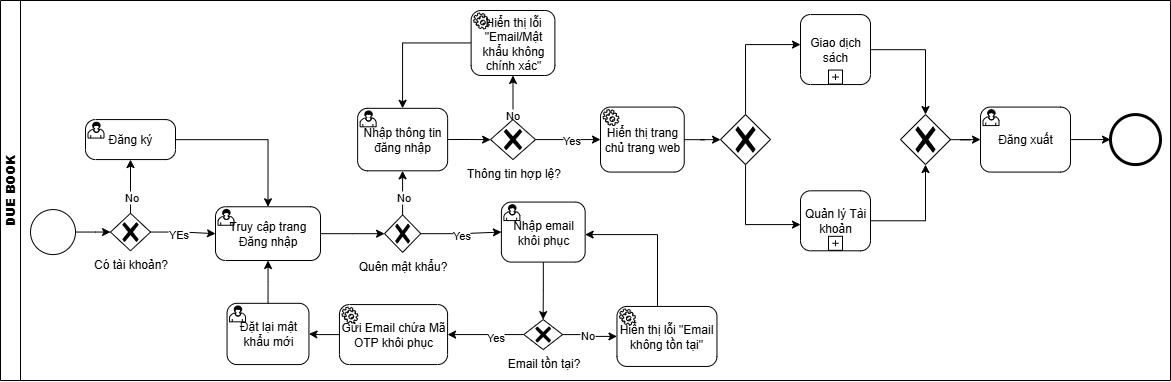 DUE BOOK
Hiển thị lỗi
"Email/Mật
khẩu không
chính xác"
Giao dịch
sách
Đăng ký
Nhập thông tin
đăng nhập
No
Yes
Hiển thị trang
chủ trang web
Đăng xuất
Thông tin hợp lệ?
No
No
YEs
Truy cập trang
Đăng nhập
Có tài khoản?
Quên mật khẩu?
Yes
Nhập email
khôi phục
Quản lý Tài
khoản
Đặt lại mật
khẩu mới
Gửi Email chứa Mã
OTP khôi phục
Yes
No
Hiển thị lỗi "Email
không tồn tại"
Email tồn tại?